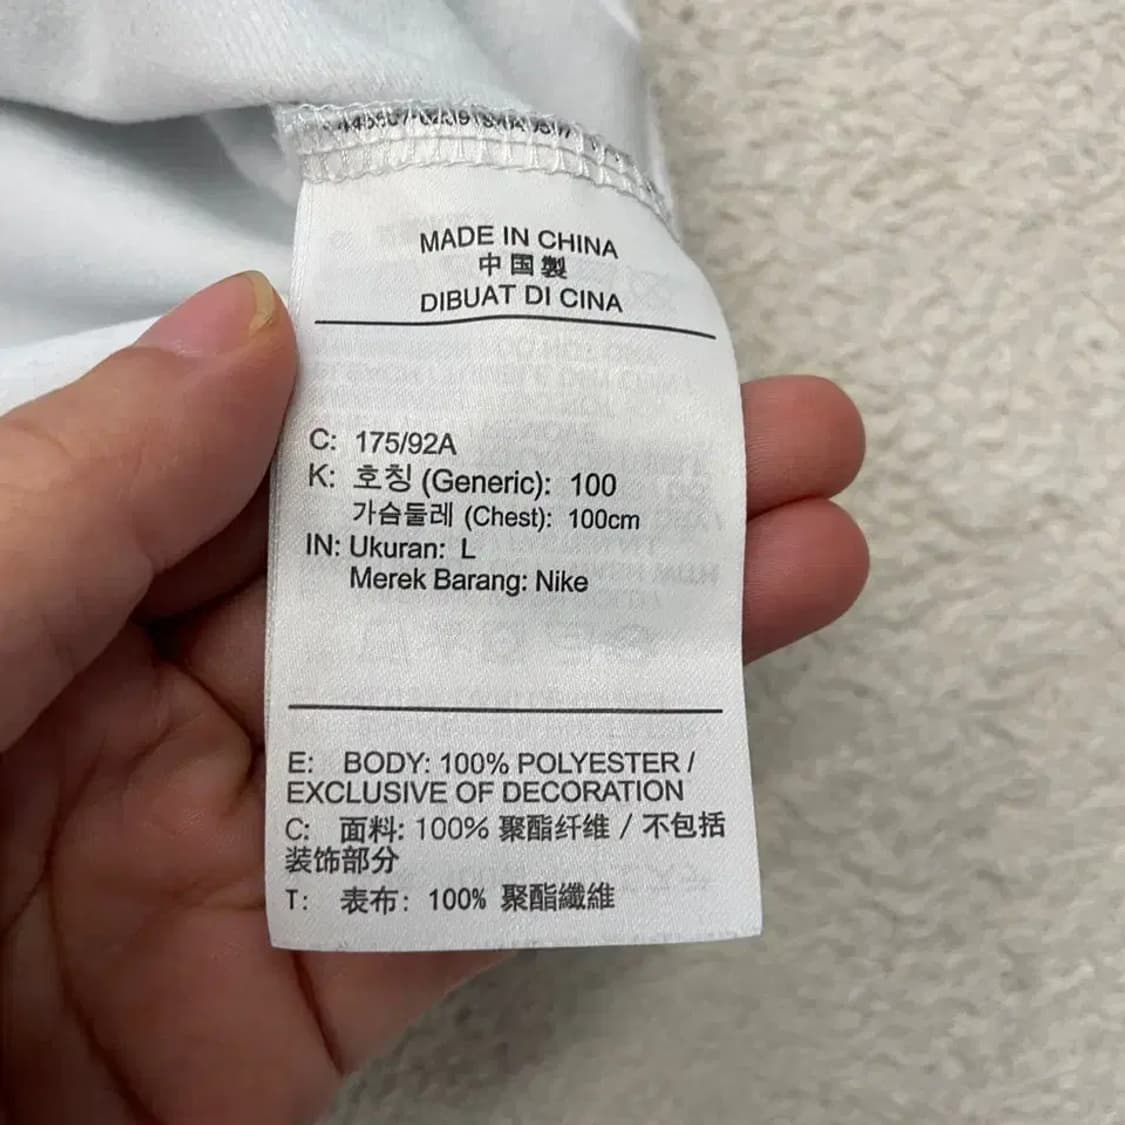 MADE IN CHINA
中国製
DIBUAT DI CINA
C: 175/92A
K: 호칭 (Generic): 100
가슴둘레 (Chest): 100cm
IN: Ukuran: L
Merek Barang: Nike
E: BODY: 100% POLYESTER /
EXCLUSIVE OF DECORATION
C: 面料: 100% 聚酯纤维 / 不包括
装饰部分
T: 表布: 100% 聚酯纖維